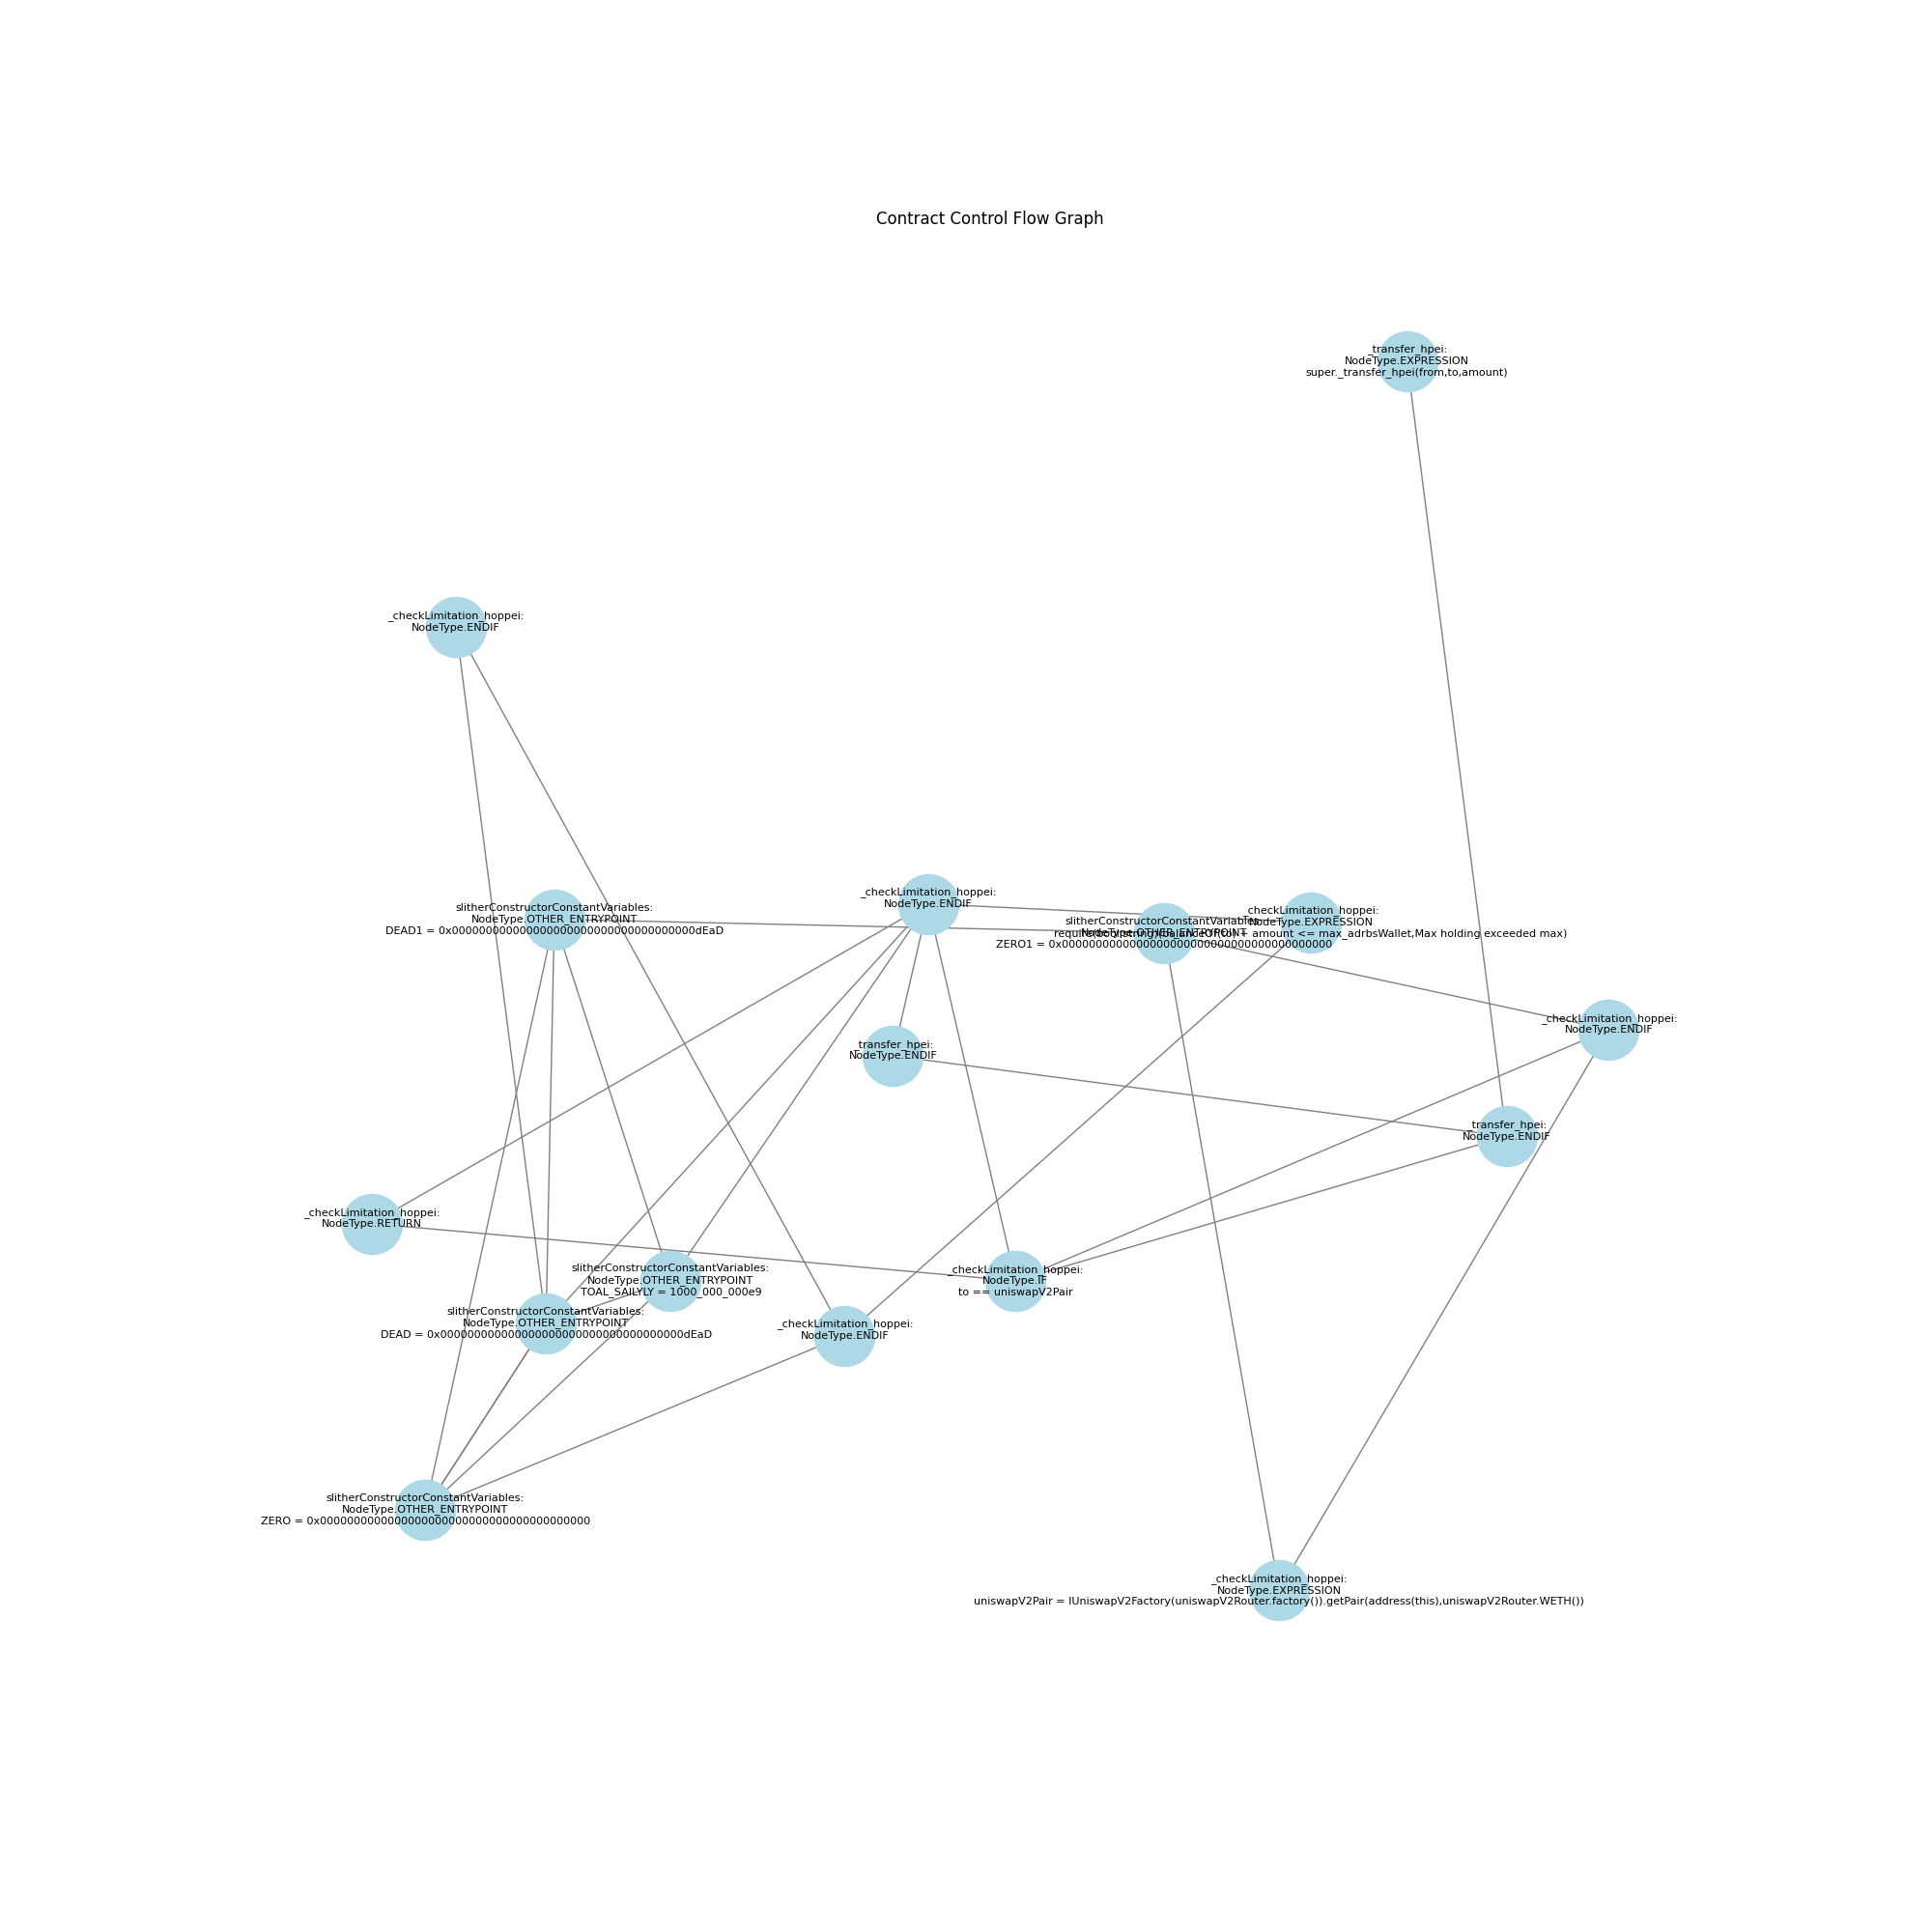 Contract Control Flow Graph
_transfer_hpei:
NodeType.EXPRESSION
super._transfer_hpei(from,to,amount)
_checkLimitation_hoppei:
NodeType.ENDIF
slitherConstructorConstantVariables:
NodeType.OTHER_ENTRYPOINT
DEAD1 = 0x000000000000000000000000000000000000dEaD
_checkLimitation_hoppei:
NodeType.ENDIF
slitherConstructorConstantVariables:
NodeType.OTHER_ENTRYPOINT
ZERO1 = 0x0000000000000000000000000000000000000000
_checkLimitation_hoppei:
NodeType.EXPRESSION
require(bool,string)(balanceOf(to) + amount <= max_adrbsWallet,Max holding exceeded max)
_checkLimitation_hoppei:
NodeType.ENDIF
_transfer_hpei:
NodeType.ENDIF
_transfer_hpei:
NodeType.ENDIF
_checkLimitation_hoppei:
NodeType.RETURN
slitherConstructorConstantVariables:
NodeType.OTHER_ENTRYPOINT
TOAL_SAILYLY = 1000_000_000e9
_checkLimitation_hoppei:
NodeType.IF
to == uniswapV2Pair
slitherConstructorConstantVariables:
NodeType.OTHER_ENTRYPOINT
DEAD = 0x000000000000000000000000000000000000dEaD
_checkLimitation_hoppei:
NodeType.ENDIF
slitherConstructorConstantVariables:
NodeType.OTHER_ENTRYPOINT
ZERO = 0x0000000000000000000000000000000000000000
_checkLimitation_hoppei:
NodeType.EXPRESSION
uniswapV2Pair = IUniswapV2Factory(uniswapV2Router.factory()).getPair(address(this),uniswapV2Router.WETH())